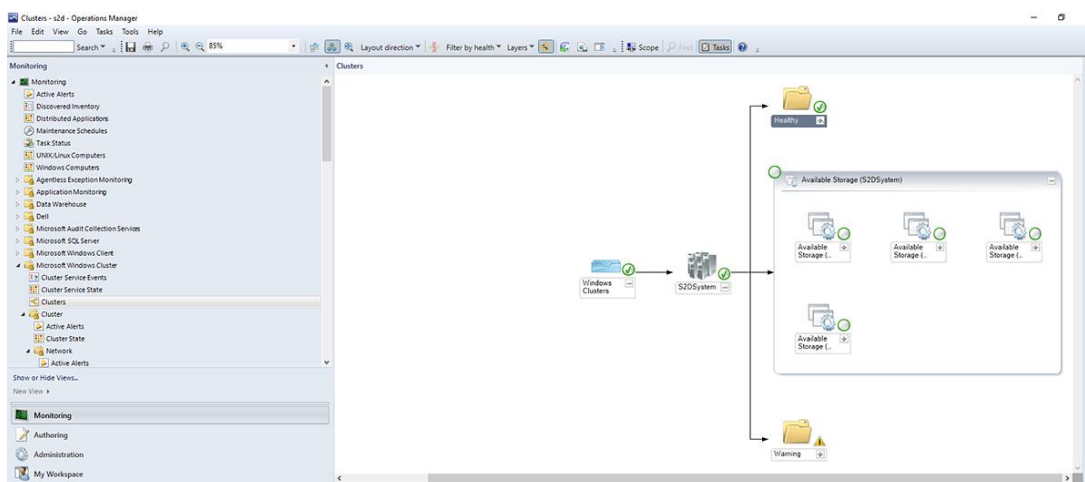 Clusters - s2d - Operations Manager
File Edit View Go Tasks Tools Help
Search 85% Layout direction Filter by health Layers Scope Find Tasks
Monitoring
Clusters
Monitoring
Active Alerts
Discovered Inventory
Distributed Applications
Maintenance Schedules
Task Status
UNIX/Linux Computers
Windows Computers
Agentless Exception Monitoring
Application Monitoring
Data Warehouse
Dell
Microsoft Audit Collection Services
Microsoft SQL Server
Microsoft Windows Client
Microsoft Windows Cluster
Cluster Service Events
Cluster Service State
Clusters
Cluster
Active Alerts
Cluster State
Network
Active Alerts
Show or Hide Views...
New View
Monitoring
Authoring
Administration
My Workspace
Windows
Clusters
S2DSystem
Healthy
Available Storage (S2DSystem)
Available
Storage (..
Available
Storage (..
Available
Storage (..
Available
Storage (..
Warning